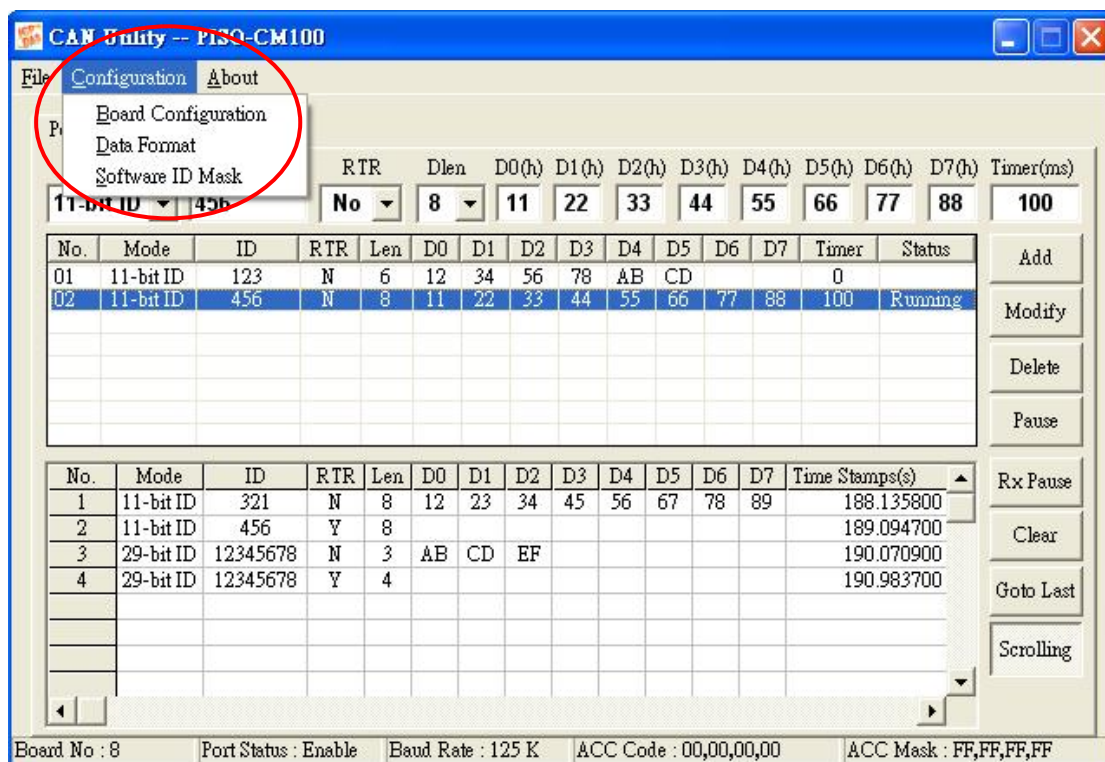 CAN Utility -- PISO-CM100
File Configuration About
Board Configuration
Data Format
Software ID Mask
RTR Dlen D0(h) D1(h) D2(h) D3(h) D4(h) D5(h) D6(h) D7(h) Timer(ms)
11-bit ID 456 No 8 11 22 33 44 55 66 77 88 100
No. Mode ID RTR Len D0 D1 D2 D3 D4 D5 D6 D7 Timer Status
01 11-bit ID 123 N 6 12 34 56 78 AB CD 0
02 11-bit ID 456 N 8 11 22 33 44 55 66 77 88 100 Running
Add
Modify
Delete
Pause
No. Mode ID RTR Len D0 D1 D2 D3 D4 D5 D6 D7 Time Stamps(s)
1 11-bit ID 321 N 8 12 23 34 45 56 67 78 89 188.135800
2 11-bit ID 456 Y 8 189.094700
3 29-bit ID 12345678 N 3 AB CD EF 190.070900
4 29-bit ID 12345678 Y 4 190.983700
Rx Pause
Clear
Goto Last
Scrolling
Board No : 8 Port Status : Enable Baud Rate : 125 K ACC Code : 00,00,00,00 ACC Mask : FF,FF,FF,FF